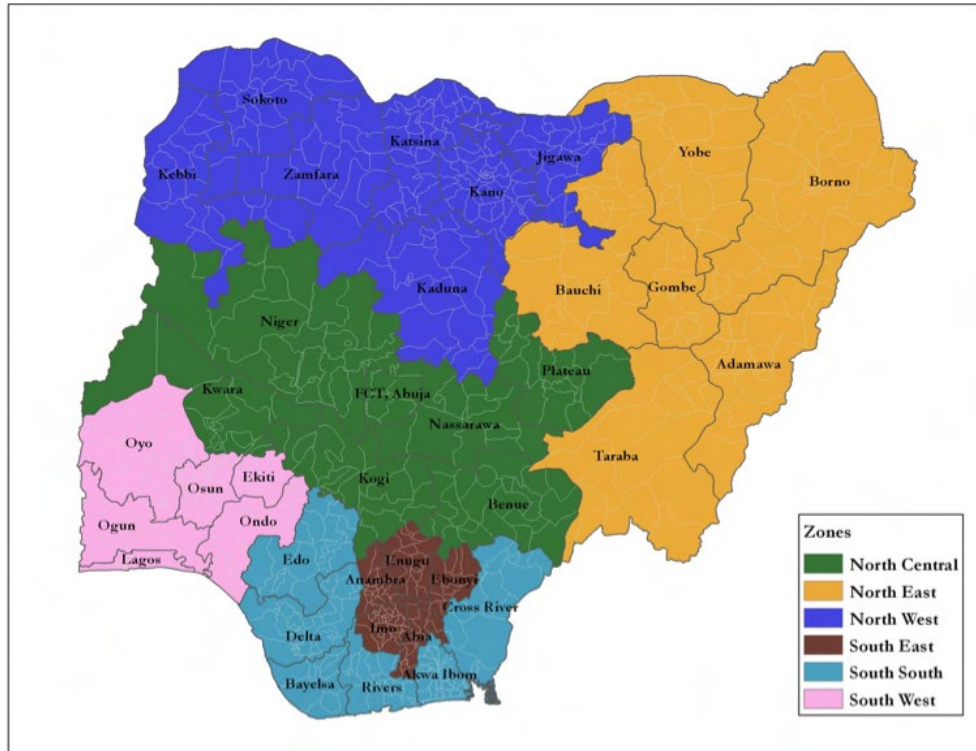 Sokoto
Katsina
Kebbi
Zamfara
Jigawa
Kano
Yobe
Borno
Kaduna
Bauchi
Gombe
Niger
Adamawa
Plateau
Kwara
FCT, Abuja
Nassarawa
Oyo
Taraba
Kogi
Ekiti
Osun
Benue
Ogun
Ondo
Lagos
Edo
Enugu
Anambra
Ebonyi
Cross River
Delta
Imo
Abia
Bayelsa
Rivers
Akwa Ibom
Zones
North Central
North East
North West
South East
South South
South West